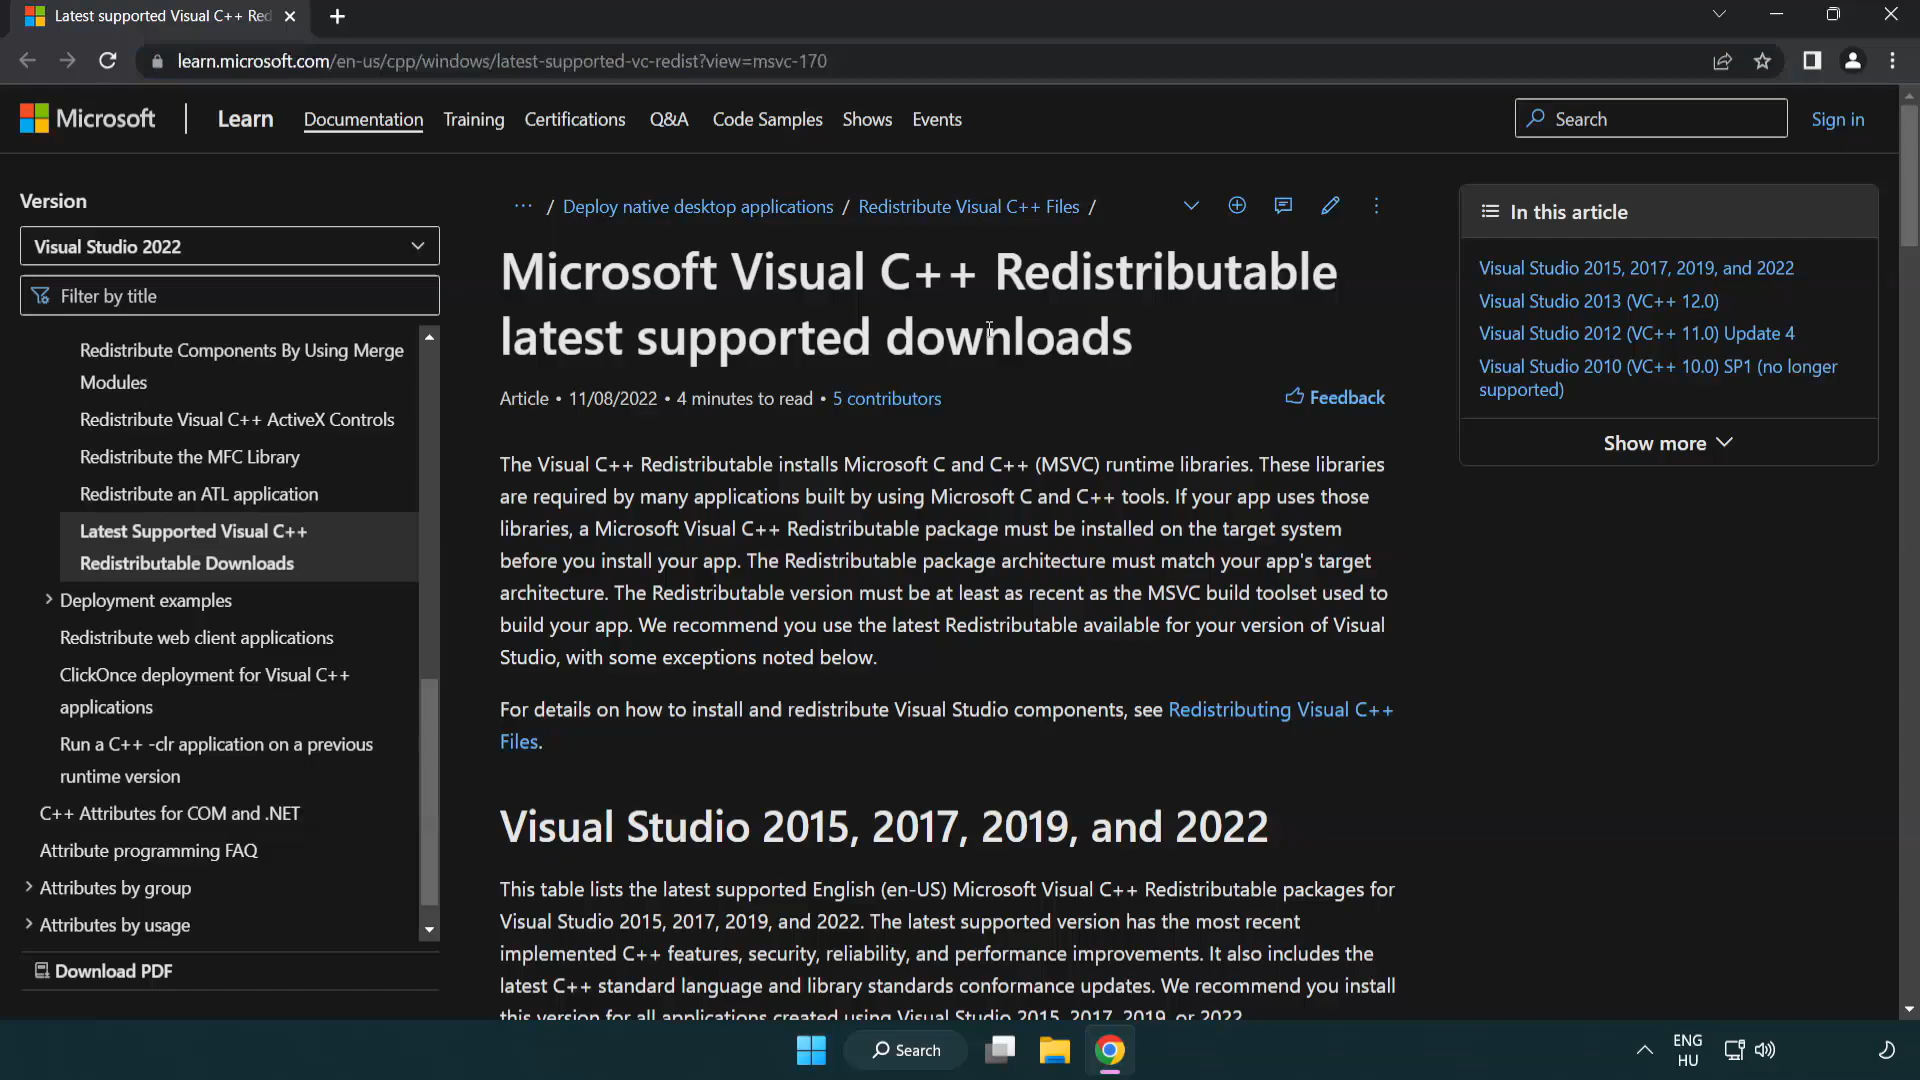 Latest supported Visual C++ Red
learn.microsoft.com/en-us/cpp/windows/latest-supported-vc-redist?view=msvc-170
Microsoft
Learn
Documentation
Training
Certifications
Q&A
Code Samples
Shows
Events
Search
Sign in
Version
Visual Studio 2022
Filter by title
Redistribute Components By Using Merge
Modules
Redistribute Visual C++ ActiveX Controls
Redistribute the MFC Library
Redistribute an ATL application
Latest Supported Visual C++
Redistributable Downloads
Deployment examples
Redistribute web client applications
ClickOnce deployment for Visual C++
applications
Run a C++ -clr application on a previous
runtime version
C++ Attributes for COM and .NET
Attribute programming FAQ
Attributes by group
Attributes by usage
Download PDF
··· / Deploy native desktop applications / Redistribute Visual C++ Files /
Microsoft Visual C++ Redistributable
latest supported downloads
Article • 11/08/2022 • 4 minutes to read • 5 contributors
Feedback
The Visual C++ Redistributable installs Microsoft C and C++ (MSVC) runtime libraries. These libraries
are required by many applications built by using Microsoft C and C++ tools. If your app uses those
libraries, a Microsoft Visual C++ Redistributable package must be installed on the target system
before you install your app. The Redistributable package architecture must match your app's target
architecture. The Redistributable version must be at least as recent as the MSVC build toolset used to
build your app. We recommend you use the latest Redistributable available for your version of Visual
Studio, with some exceptions noted below.
For details on how to install and redistribute Visual Studio components, see Redistributing Visual C++
Files.
Visual Studio 2015, 2017, 2019, and 2022
This table lists the latest supported English (en-US) Microsoft Visual C++ Redistributable packages for
Visual Studio 2015, 2017, 2019, and 2022. The latest supported version has the most recent
implemented C++ features, security, reliability, and performance improvements. It also includes the
latest C++ standard language and library standards conformance updates. We recommend you install
this version for all applications created using Visual Studio 2015, 2017, 2019, or 2022.
In this article
Visual Studio 2015, 2017, 2019, and 2022
Visual Studio 2013 (VC++ 12.0)
Visual Studio 2012 (VC++ 11.0) Update 4
Visual Studio 2010 (VC++ 10.0) SP1 (no longer
supported)
Show more
Search
ENG
HU